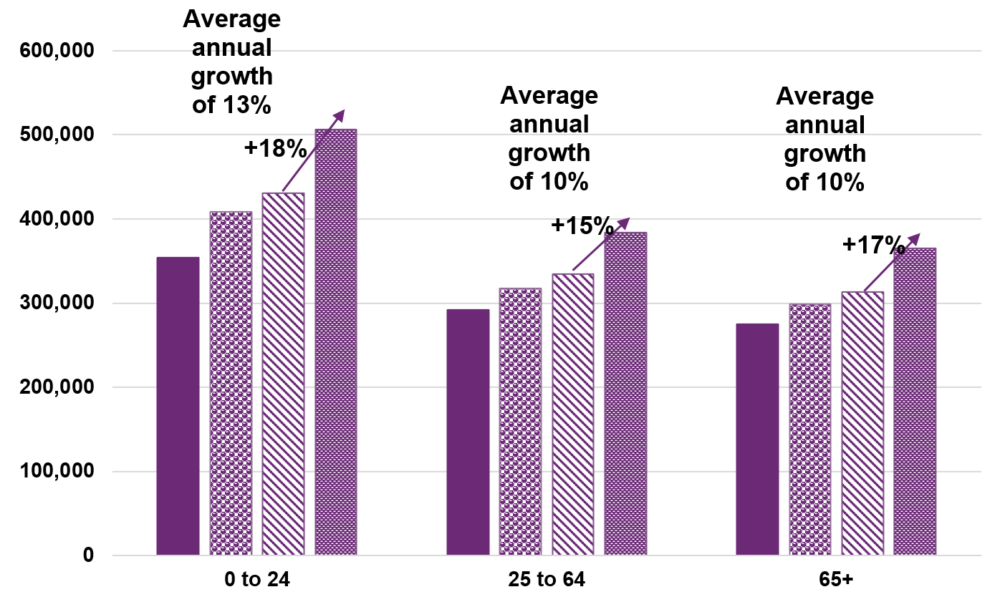 Average
annual
growth
of 13%
Average
annual
growth
of 10%
Average
annual
growth
of 10%
+18%
+15%
+17%
600,000
500,000
400,000
300,000
200,000
100,000
0
0 to 24
25 to 64
65+